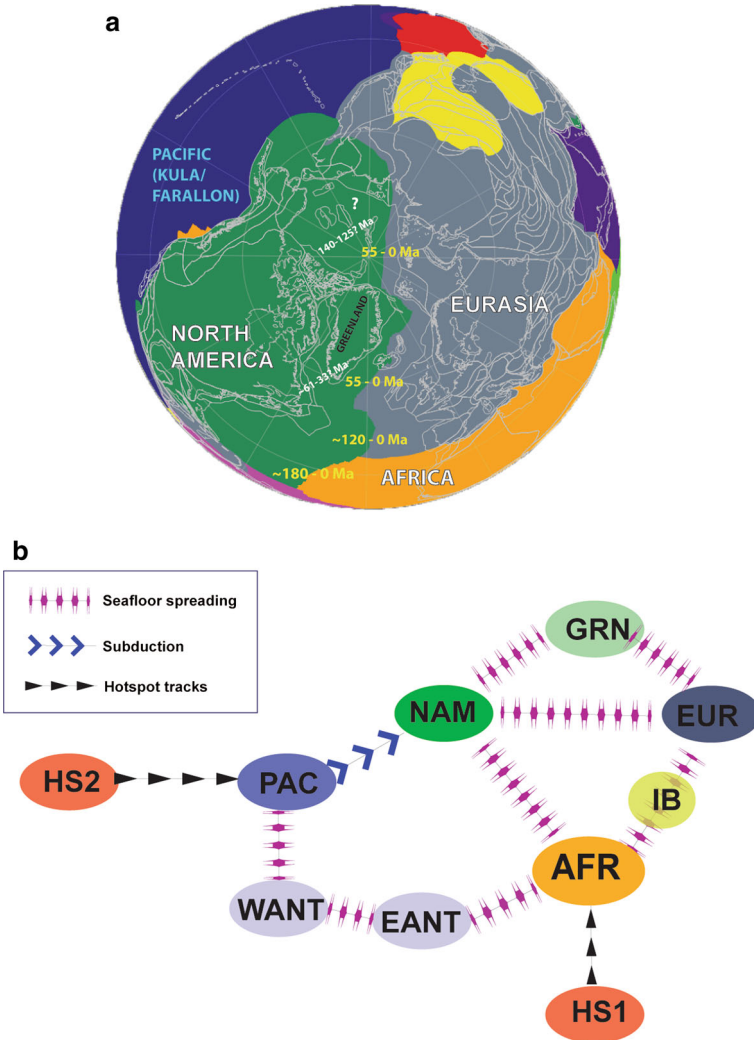 a
PACIFIC
(KULA/
FARALLON)
?
140-125? Ma
55 - 0 Ma
EURASIA
NORTH
AMERICA
GREENLAND
~61-33? Ma
55 - 0 Ma
~120 - 0 Ma
~180 - 0 Ma
AFRICA
b
Seafloor spreading
Subduction
Hotspot tracks
GRN
NAM
EUR
HS2
PAC
IB
AFR
WANT
EANT
HS1